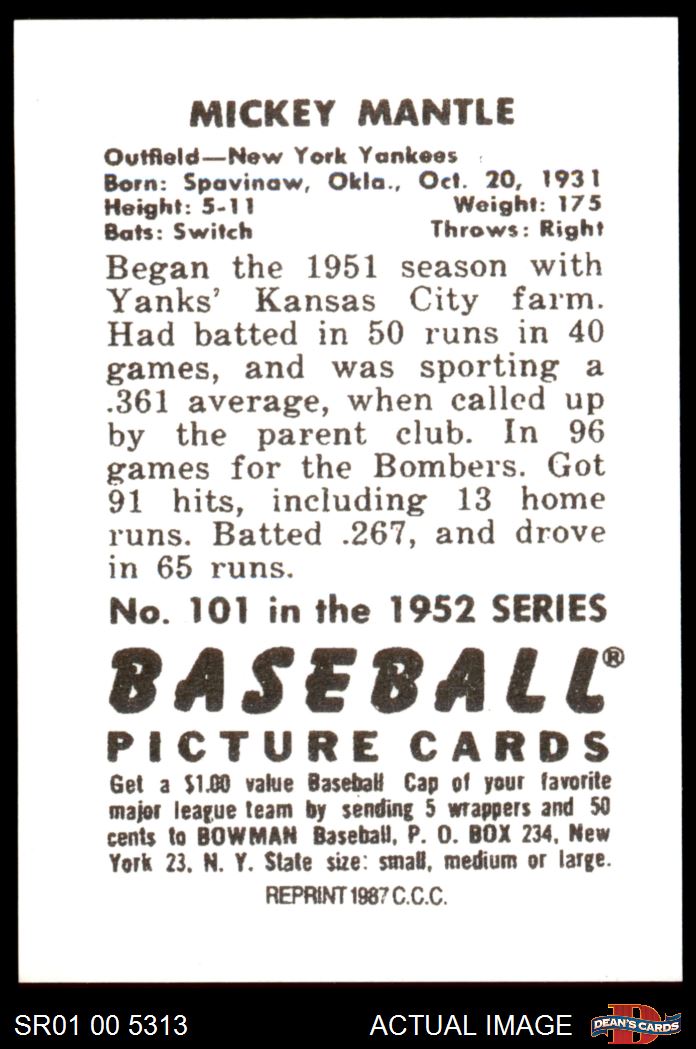 MICKEY MANTLE
Outfield—New York Yankees
Born: Spavinaw, Okla., Oct. 20, 1931
Height: 5-11 Weight: 175
Bats: Switch Throws: Right
Began the 1951 season with
Yanks' Kansas City farm.
Had batted in 50 runs in 40
games, and was sporting a
.361 average, when called up
by the parent club. In 96
games for the Bombers. Got
91 hits, including 13 home
runs. Batted .267, and drove
in 65 runs.
No. 101 in the 1952 SERIES
BASEBALL®
PICTURE CARDS
Get a $1.00 value Baseball Cap of your favorite
major league team by sending 5 wrappers and 50
cents to BOWMAN Baseball, P. O. BOX 234, New
York 23, N. Y. State size: small, medium or large.
REPRINT 1987 C.C.C.
SR01 00 5313 ACTUAL IMAGE
D
DEAN'S CARDS